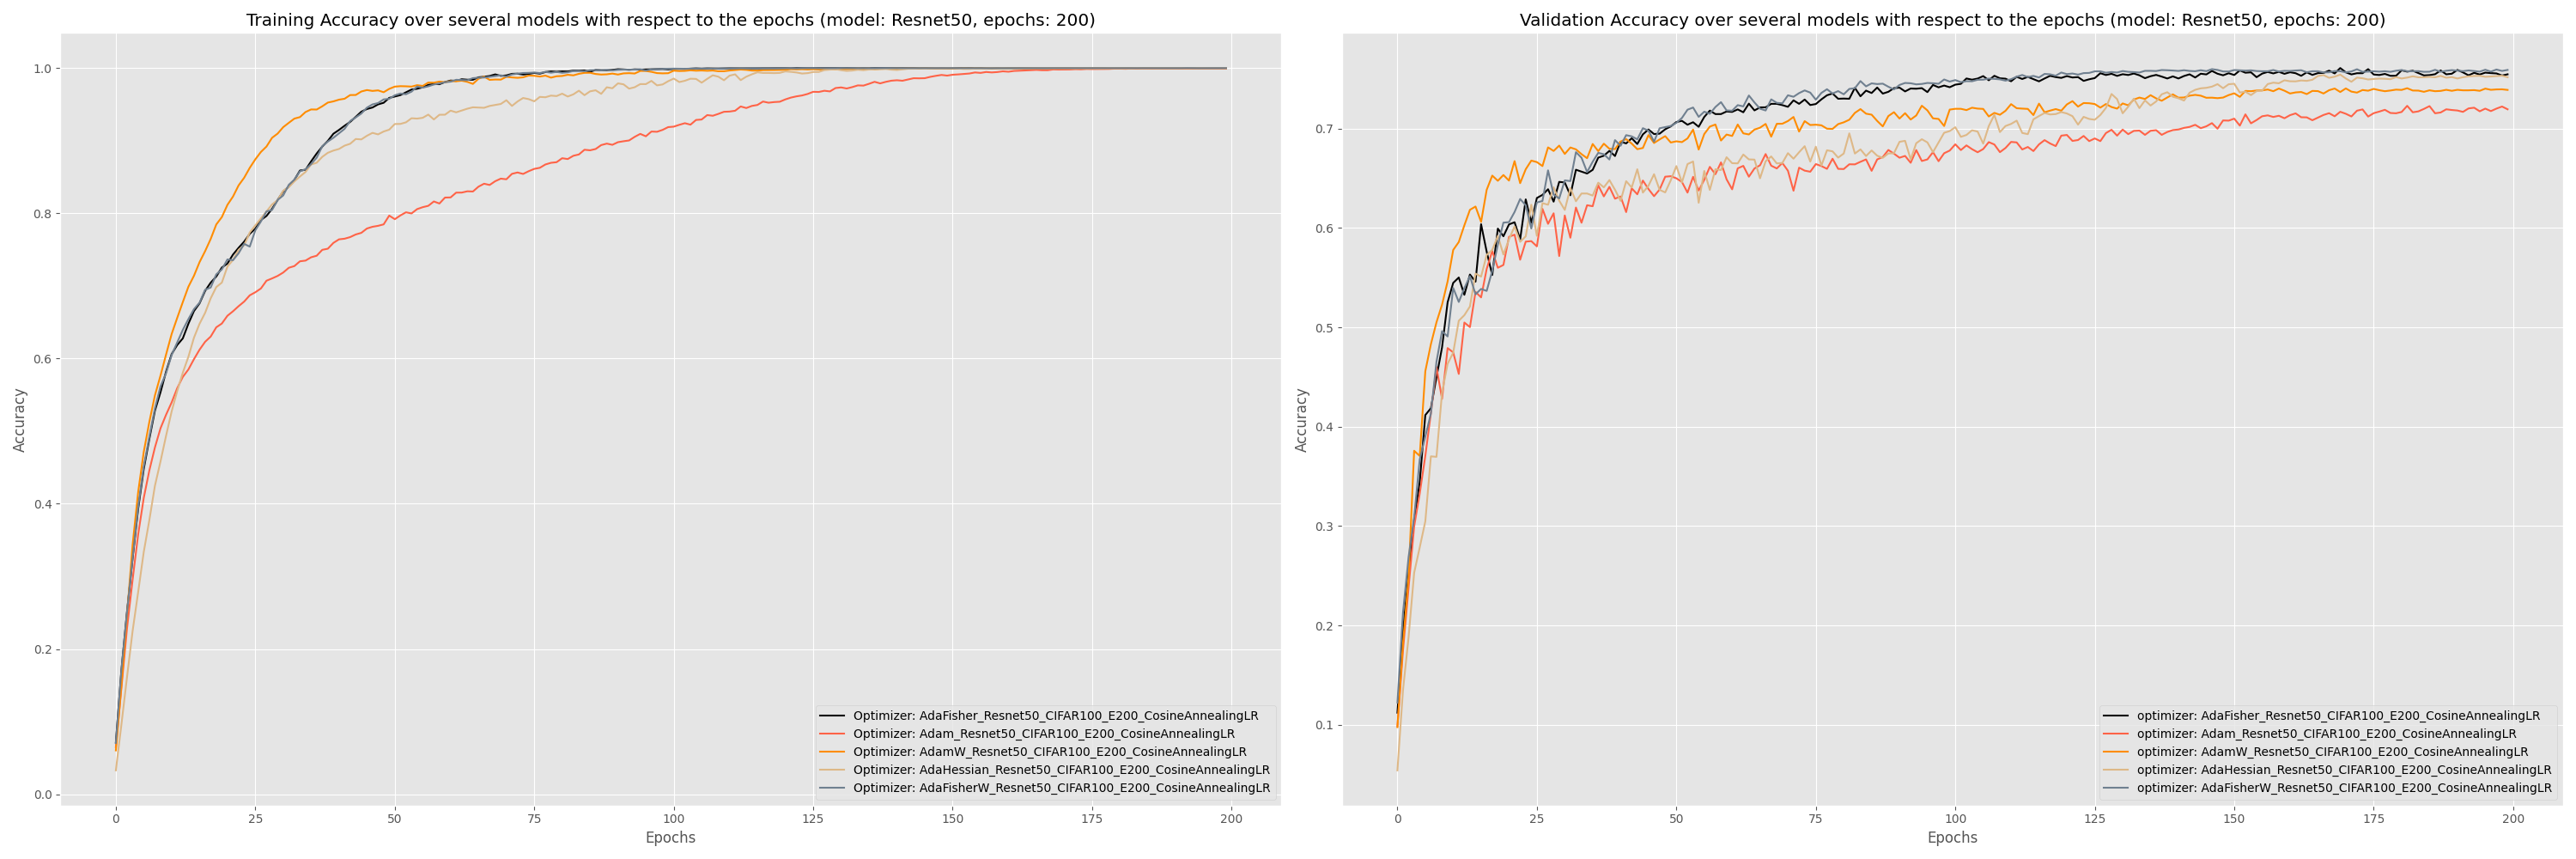 Training Accuracy over several models with respect to the epochs (model: Resnet50, epochs: 200)
1.0
0.8
0.6
0.4
0.2
0.0
Accuracy
0 25 50 75 100 125 150 175 200
Epochs
Optimizer: AdaFisher_Resnet50_CIFAR100_E200_CosineAnnealingLR
Optimizer: Adam_Resnet50_CIFAR100_E200_CosineAnnealingLR
Optimizer: AdamW_Resnet50_CIFAR100_E200_CosineAnnealingLR
Optimizer: AdaHessian_Resnet50_CIFAR100_E200_CosineAnnealingLR
Optimizer: AdaFisherW_Resnet50_CIFAR100_E200_CosineAnnealingLR
Validation Accuracy over several models with respect to the epochs (model: Resnet50, epochs: 200)
0.7
0.6
0.5
0.4
0.3
0.2
0.1
Accuracy
0 25 50 75 100 125 150 175 200
Epochs
optimizer: AdaFisher_Resnet50_CIFAR100_E200_CosineAnnealingLR
optimizer: Adam_Resnet50_CIFAR100_E200_CosineAnnealingLR
optimizer: AdamW_Resnet50_CIFAR100_E200_CosineAnnealingLR
optimizer: AdaHessian_Resnet50_CIFAR100_E200_CosineAnnealingLR
optimizer: AdaFisherW_Resnet50_CIFAR100_E200_CosineAnnealingLR